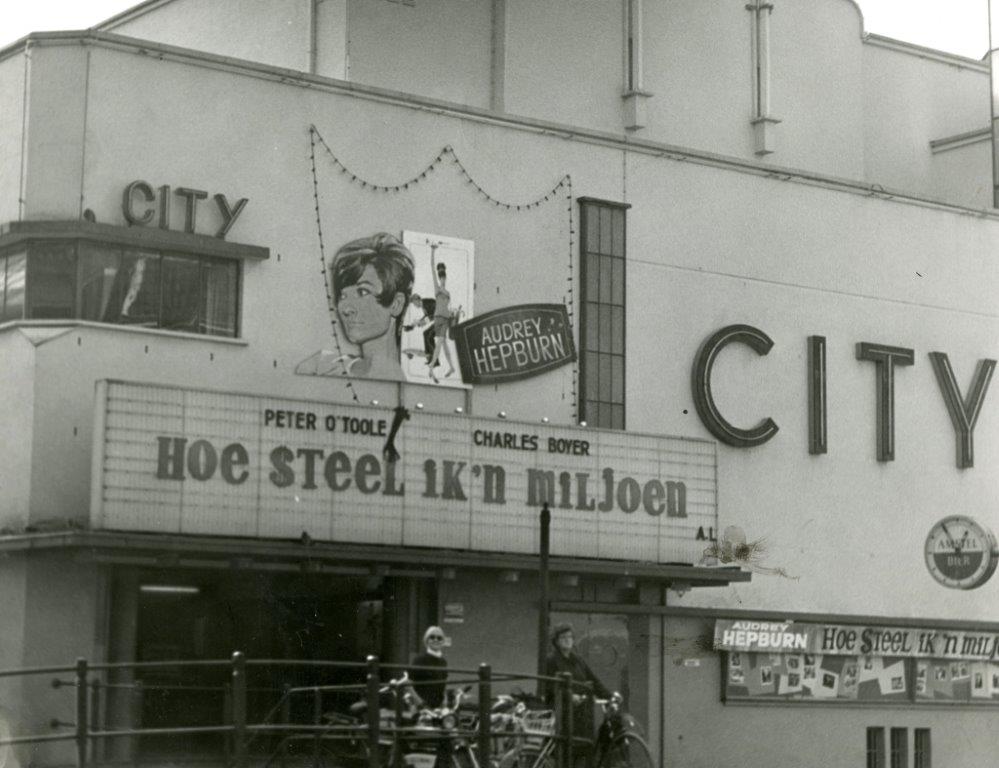 CITY
AUDREY
HEPBURN
PETER O'TOOLE
CHARLES BOYER
HOE STEEL iK'n miLJoen
A.L
CITY
AMSTEL
BIER
AUDREY
HEPBURN
HOE STEEL iK'n miLJ